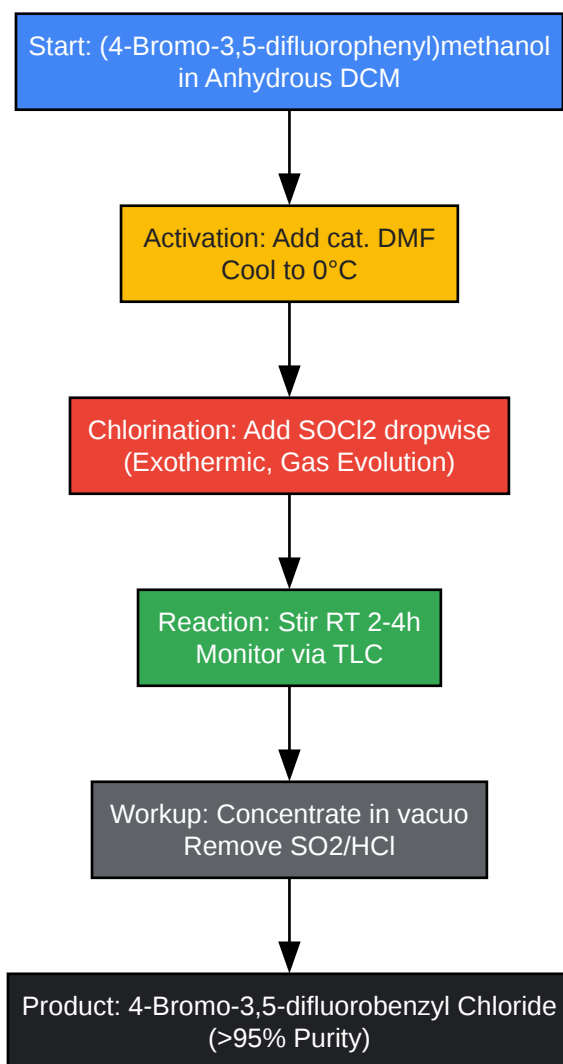 Start: (4-Bromo-3,5-difluorophenyl)methanol
in Anhydrous DCM
Activation: Add cat. DMF
Cool to 0°C
Chlorination: Add SOCl2 dropwise
(Exothermic, Gas Evolution)
Reaction: Stir RT 2-4h
Monitor via TLC
Workup: Concentrate in vacuo
Remove SO2/HCl
Product: 4-Bromo-3,5-difluorobenzyl Chloride
(>95% Purity)